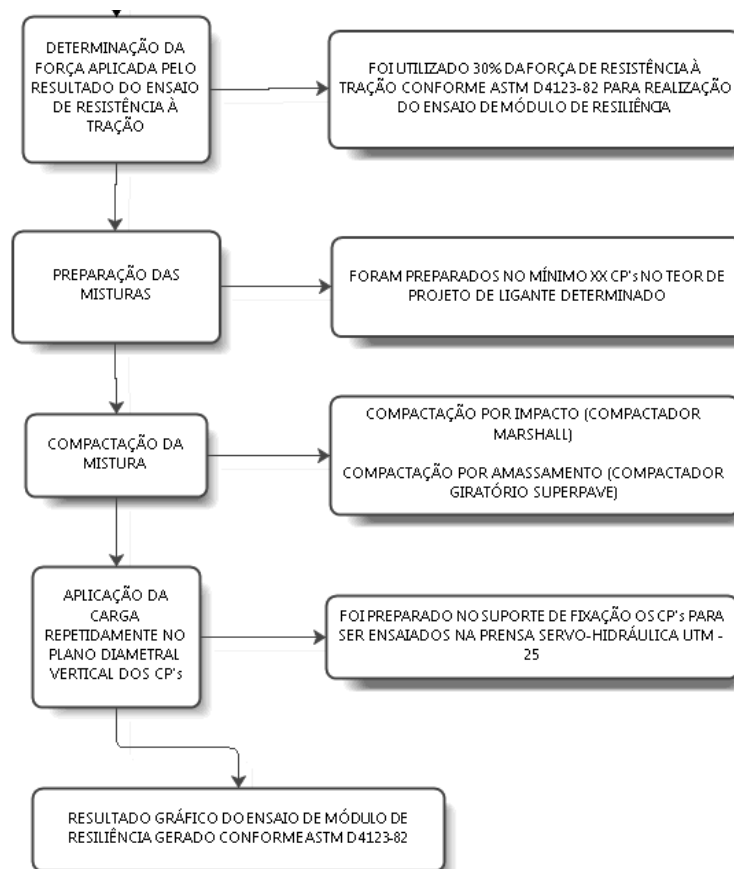 DETERMINAÇÃO DA
FORÇA APLICADA PELO
RESULTADO DO ENSAIO
DE RESISTÊNCIA À
TRAÇÃO
FOI UTILIZADO 30% DA FORÇA DE RESISTÊNCIA À
TRAÇÃO CONFORME ASTM D4123-82 PARA REALIZAÇÃO
DO ENSAIO DE MÓDULO DE RESILIÊNCIA
PREPARAÇÃO DAS
MISTURAS
FORAM PREPARADOS NO MÍNIMO XX CP's NO TEOR DE
PROJETO DE LIGANTE DETERMINADO
COMPACTAÇÃO DA
MISTURA
COMPACTAÇÃO POR IMPACTO (COMPACTADOR
MARSHALL)
COMPACTAÇÃO POR AMASSAMENTO (COMPACTADOR
GIRATÓRIO SUPERPAVE)
APLICAÇÃO DA
CARGA
REPETIDAMENTE NO
PLANO DIAMETRAL
VERTICAL DOS CP's
FOI PREPARADO NO SUPORTE DE FIXAÇÃO OS CP's PARA
SER ENSAIADOS NA PRENSA SERVO-HIDRÁULICA UTM -
25
RESULTADO GRÁFICO DO ENSAIO DE MÓDULO DE
RESILIÊNCIA GERADO CONFORME ASTM D4123-82